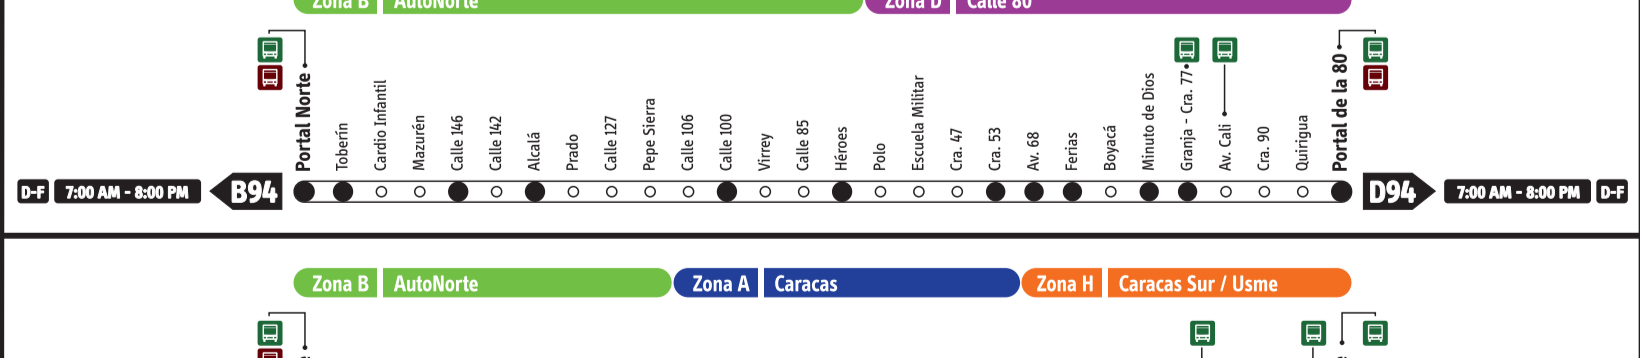 Zona B AutoNorte Zona D Calle 80
Portal Norte
Toberín
Cardio Infantil
Mazurén
Calle 146
Calle 142
Alcalá
Prado
Calle 127
Pepe Sierra
Calle 106
Calle 100
Virrey
Calle 85
Héroes
Polo
Escuela Militar
Cra. 47
Cra. 53
Av. 68
Ferias
Boyacá
Minuto de Dios
Granja - Cra. 77
Av. Cali
Cra. 90
Quirigua
Portal de la 80
D-F 7:00 AM - 8:00 PM B94 D94 7:00 AM - 8:00 PM D-F
Zona B AutoNorte Zona A Caracas Zona H Caracas Sur / Usme